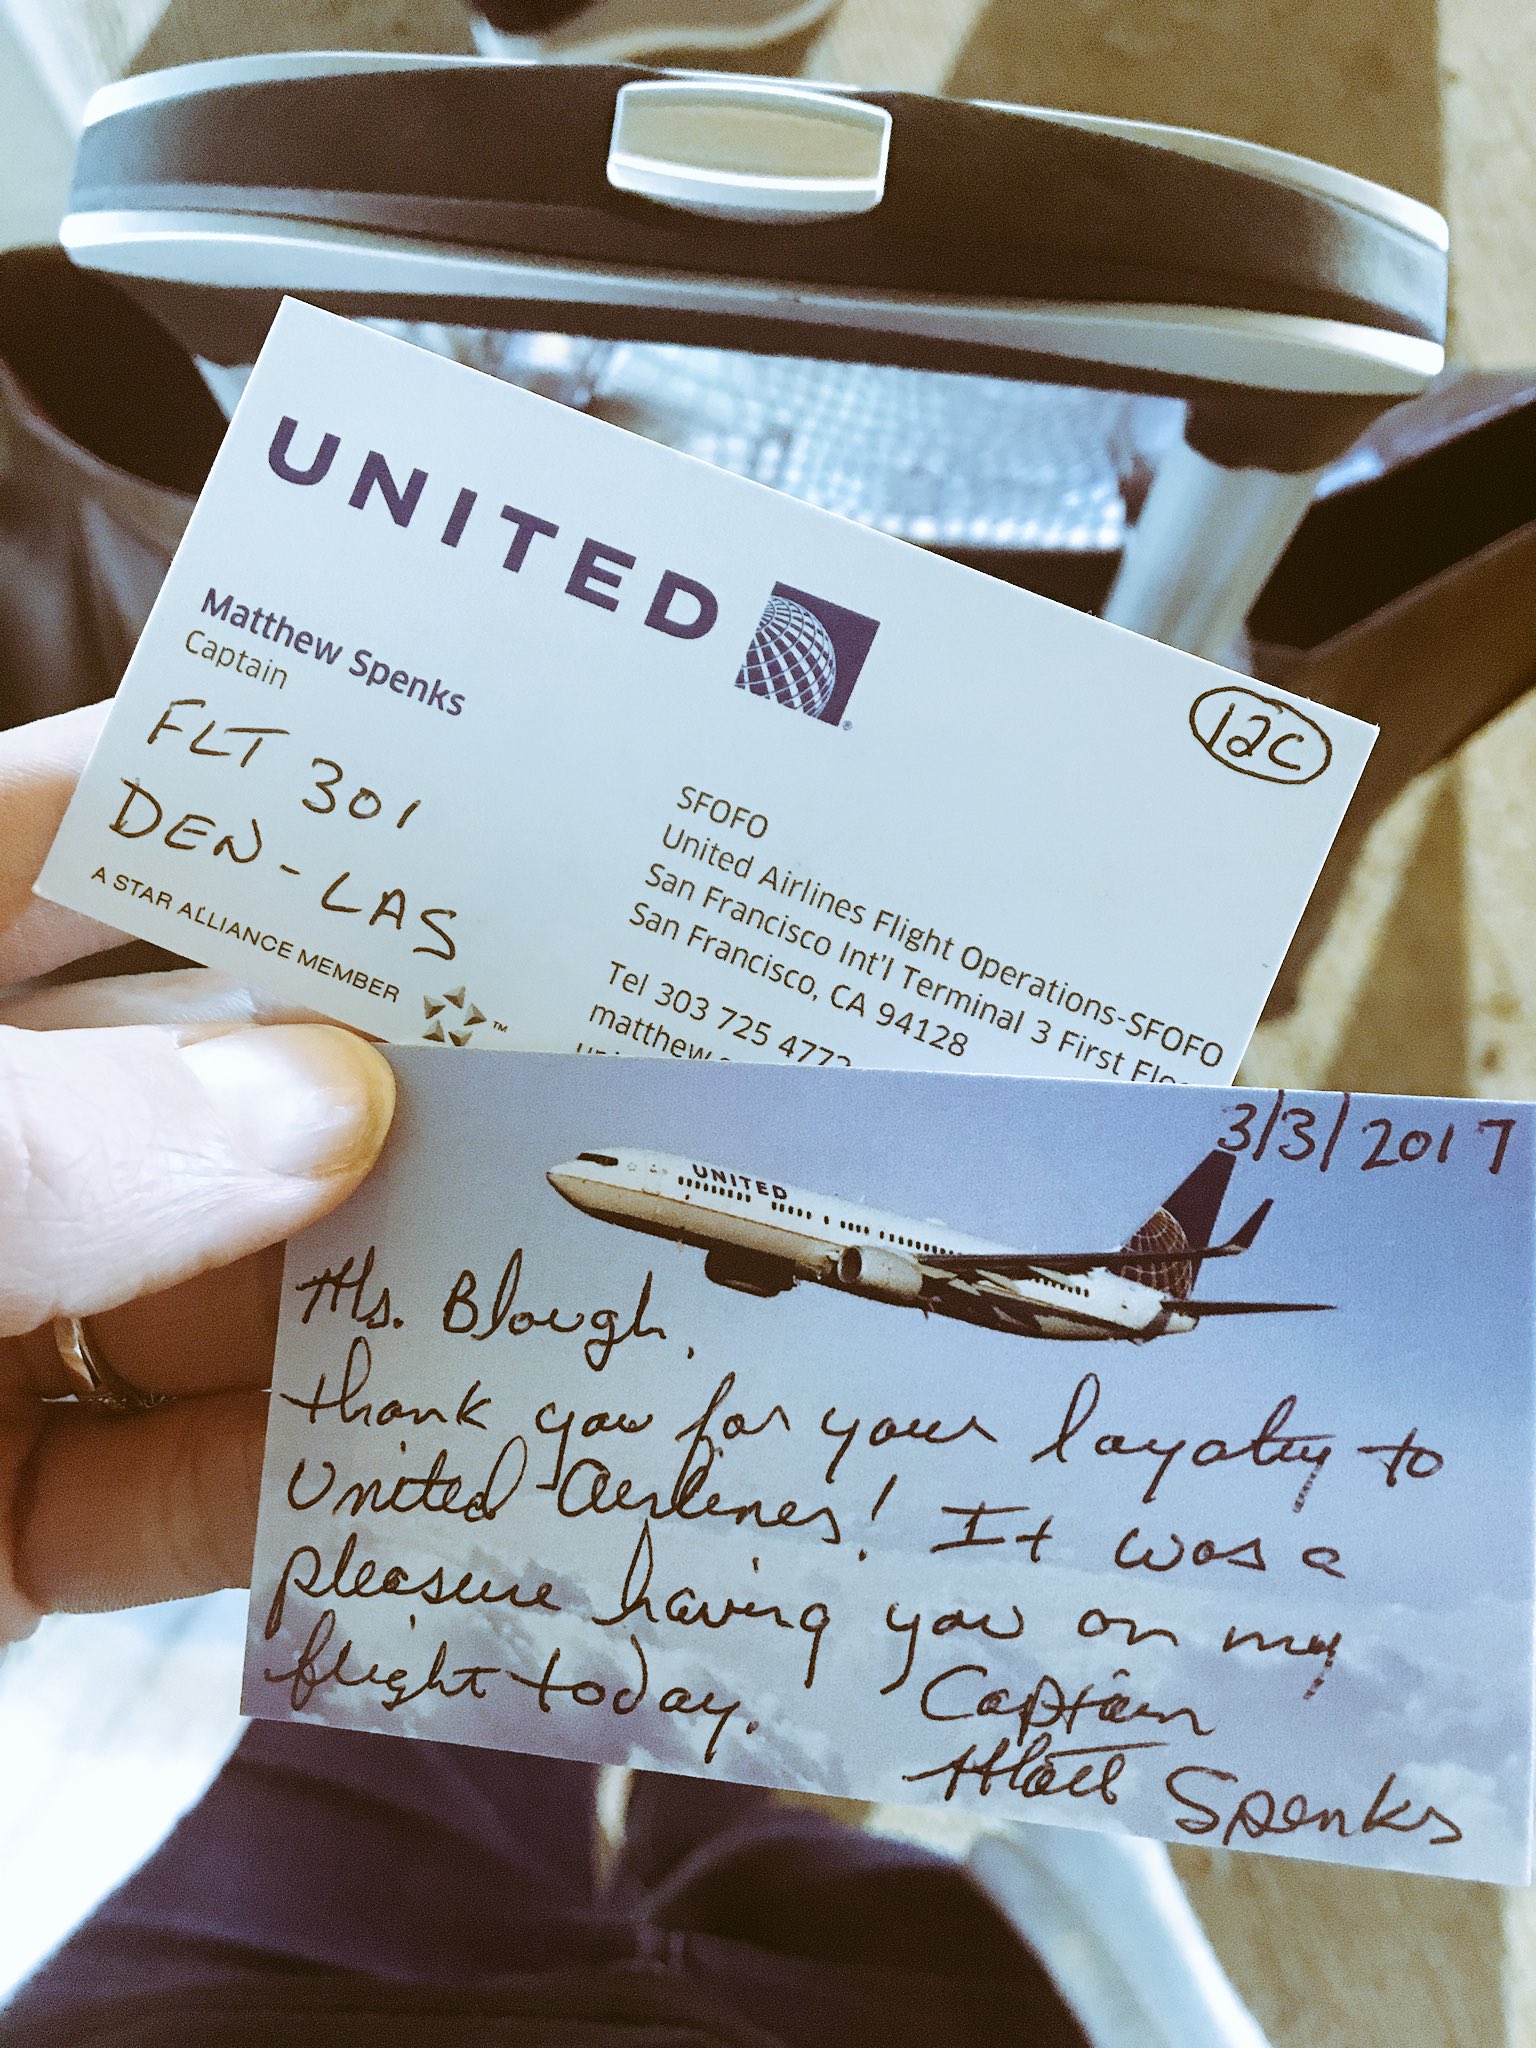 UNITED
Matthew Spenks
Captain
12C
FLT 301
DEN-LAS
A STAR ALLIANCE MEMBER
SFOFO
United Airlines Flight Operations-SFOFO
San Francisco Int'l Terminal 3 First
San Francisco, CA 94128
Tel 303 725 4772
matthew
3/3/2017
UNITED
Ms. Blough,
thank you for your loyalty to
United Airlines! It was a
pleasure having you on my
flight today.
Captain
Matt Spenks